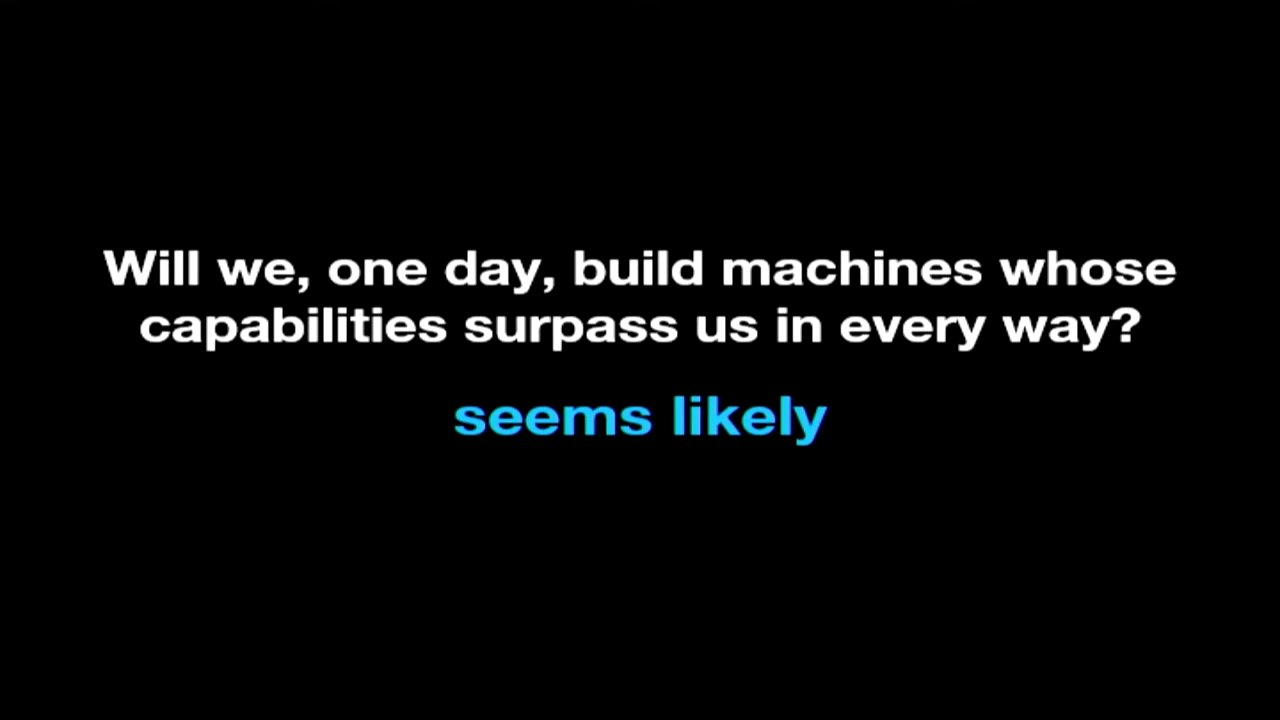 Will we, one day, build machines whose
capabilities surpass us in every way?
seems likely